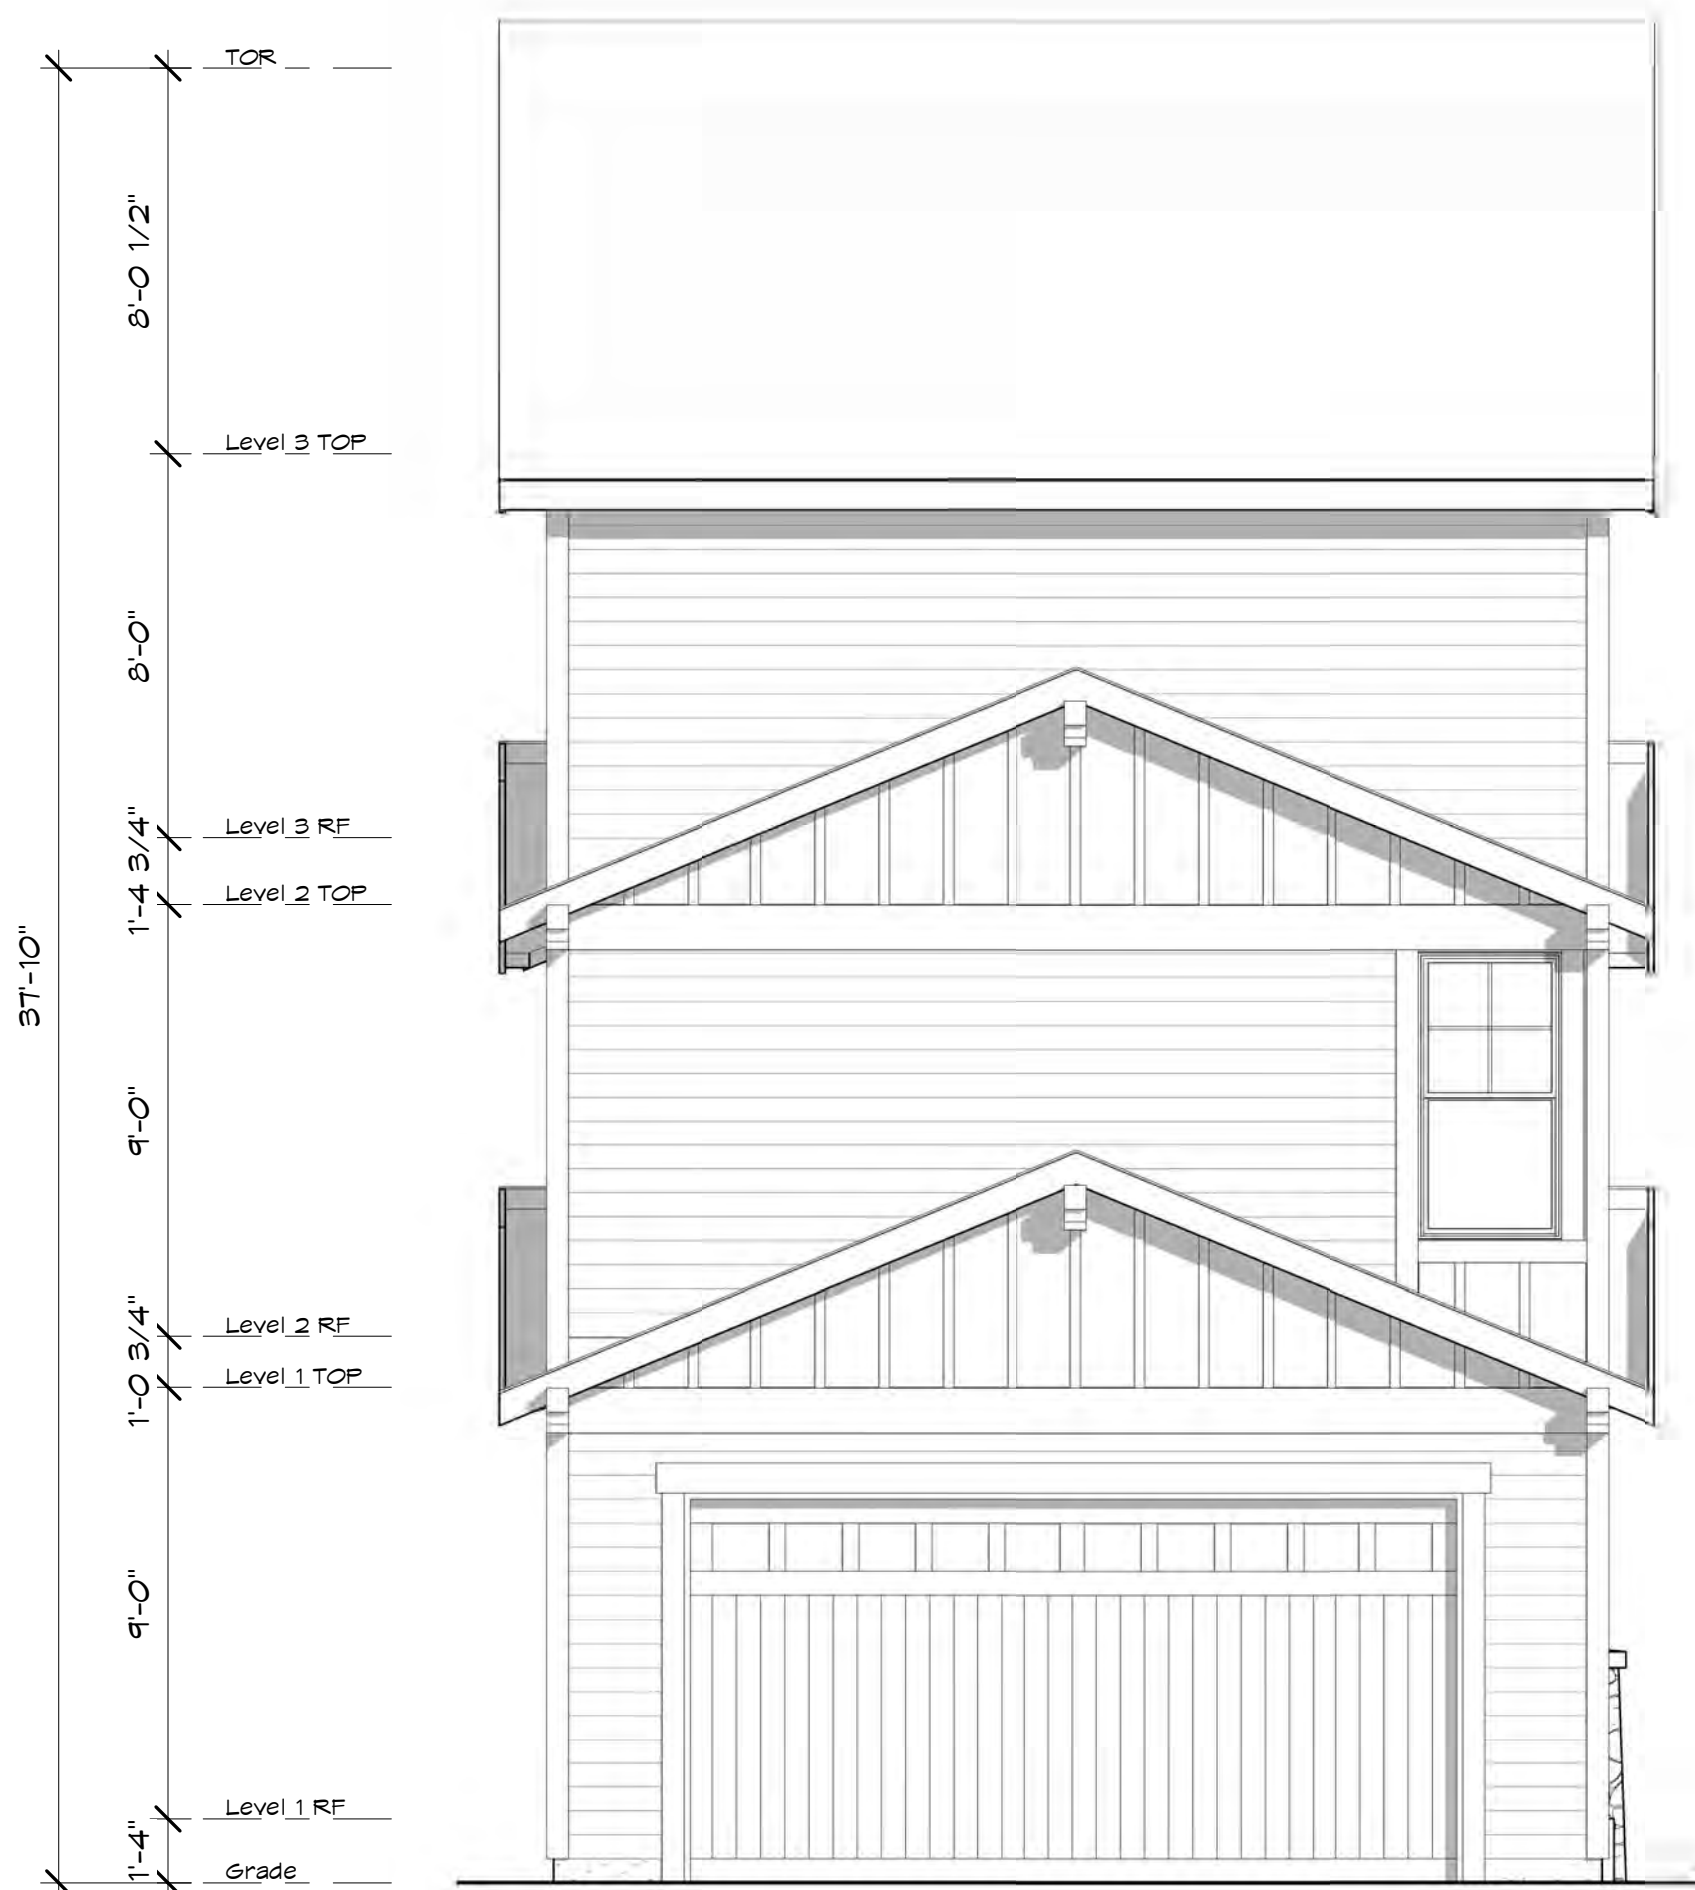 TOR
8'-0 1/2"
Level 3 TOP
8'-0"
Level 3 RF
1'-4 3/4"
Level 2 TOP
37'-10"
9'-0"
Level 2 RF
1'-0 3/4"
Level 1 TOP
9'-0"
Level 1 RF
1'-4"
Grade